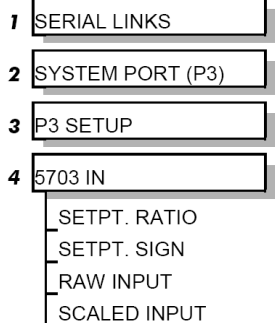 1 SERIAL LINKS
2 SYSTEM PORT (P3)
3 P3 SETUP
4 5703 IN
SETPT. RATIO
SETPT. SIGN
RAW INPUT
SCALED INPUT